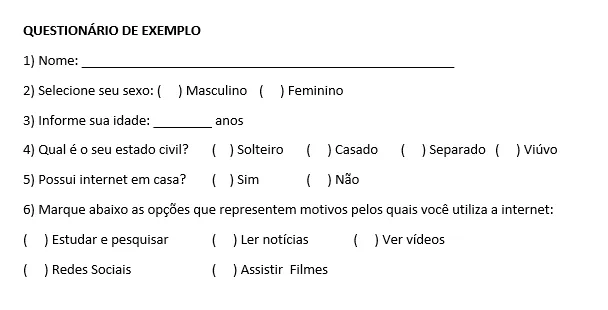 QUESTIONÁRIO DE EXEMPLO
1) Nome: ______________________________________________________
2) Selecione seu sexo: (    ) Masculino   (    ) Feminino
3) Informe sua idade: _________ anos
4) Qual é o seu estado civil?   (    ) Solteiro   (    ) Casado   (    ) Separado   (    ) Viúvo
5) Possui internet em casa?   (    ) Sim   (    ) Não
6) Marque abaixo as opções que representem motivos pelos quais você utiliza a internet:
(    ) Estudar e pesquisar   (    ) Ler notícias   (    ) Ver vídeos
(    ) Redes Sociais   (    ) Assistir  Filmes